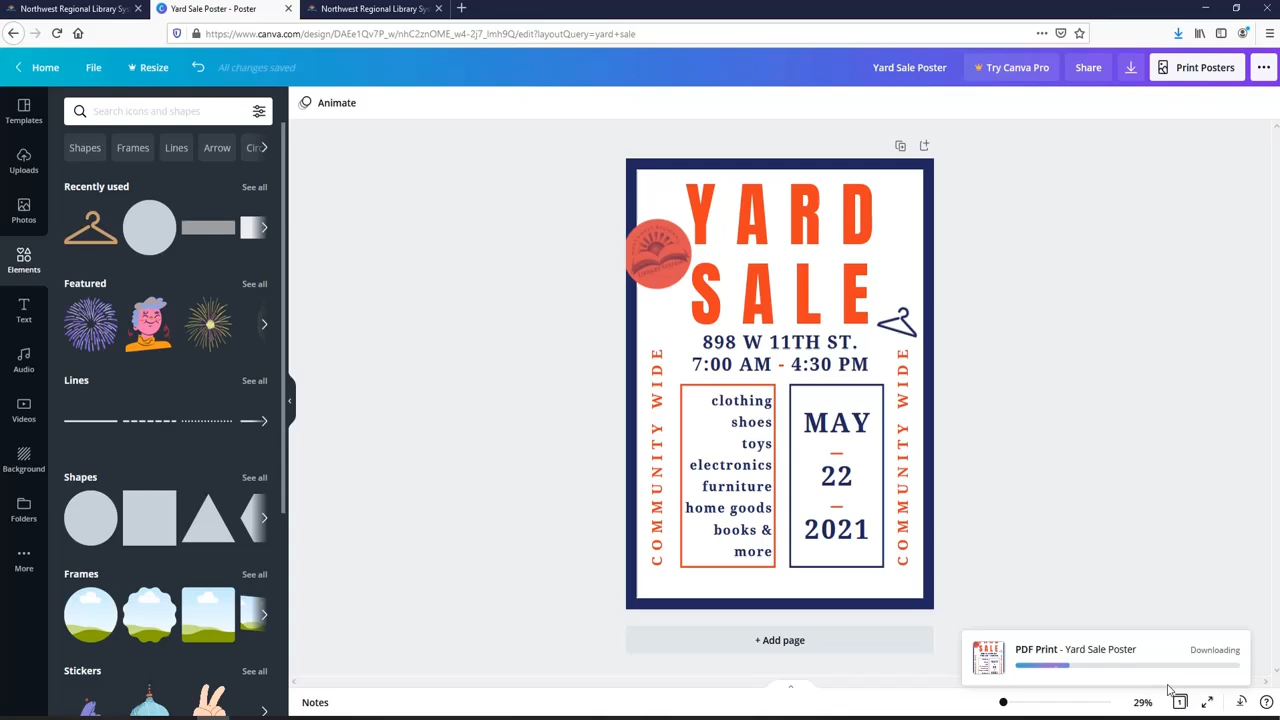 Northwest Regional Library Sy
Yard Sale Poster - Poster
Northwest Regional Library Sy
https://www.canva.com/design/DAEe1Qv7P_w/nhC2znOME_w4-2j7_lmh9Q/edit?layoutQuery=yard+sale
Home
File
Resize
All changes saved
Yard Sale Poster
Try Canva Pro
Share
Print Posters
Templates
Uploads
Photos
Elements
Text
Audio
Videos
Background
Folders
More
Search icons and shapes
Shapes
Frames
Lines
Arrow
Cir
Recently used
See all
Featured
See all
Lines
See all
Shapes
See all
Frames
See all
Stickers
See all
Animate
YARD
SALE
898 W 11TH ST.
7:00 AM - 4:30 PM
COMMUNITY WIDE
clothing
shoes
toys
electronics
furniture
home goods
books &
more
MAY
22
2021
COMMUNITY WIDE
+ Add page
PDF Print - Yard Sale Poster
Downloading
Notes
29%
1